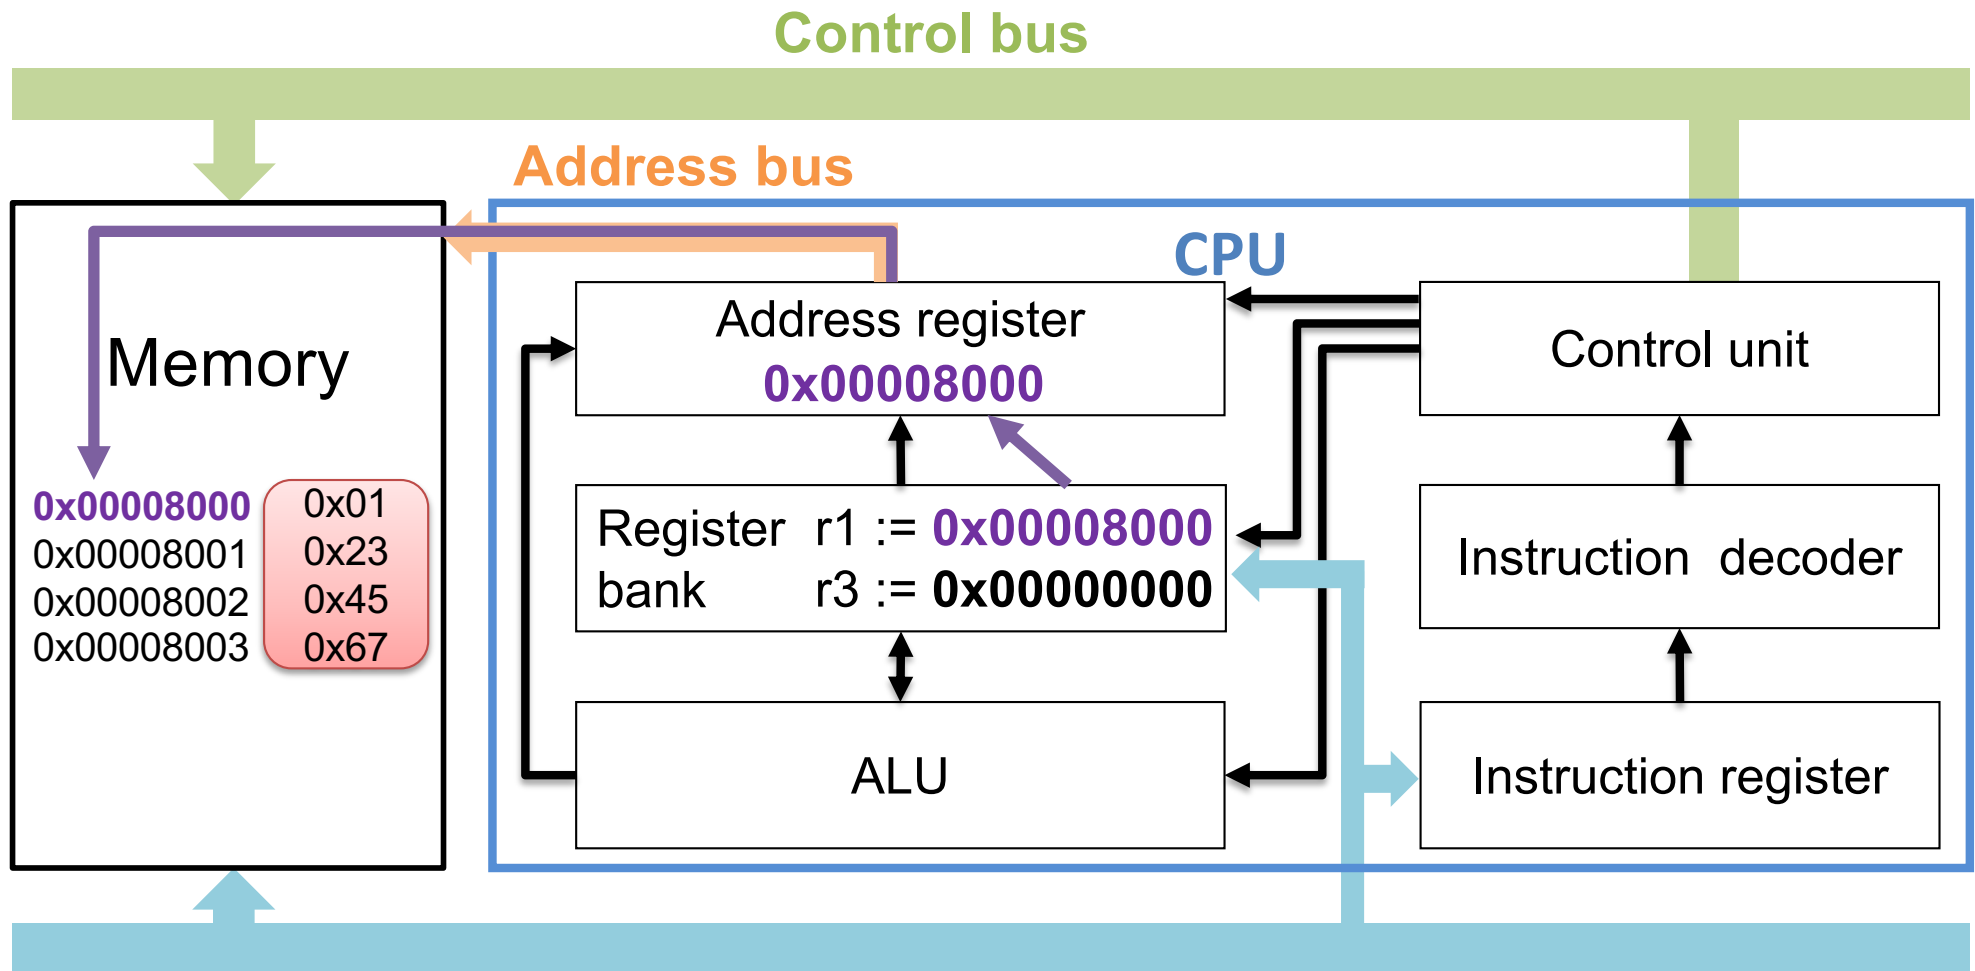 Control bus
Address bus
CPU
Memory
0x00008000 0x01
0x00008001 0x23
0x00008002 0x45
0x00008003 0x67
Address register
0x00008000
Register r1 := 0x00008000
bank r3 := 0x00000000
ALU
Control unit
Instruction decoder
Instruction register